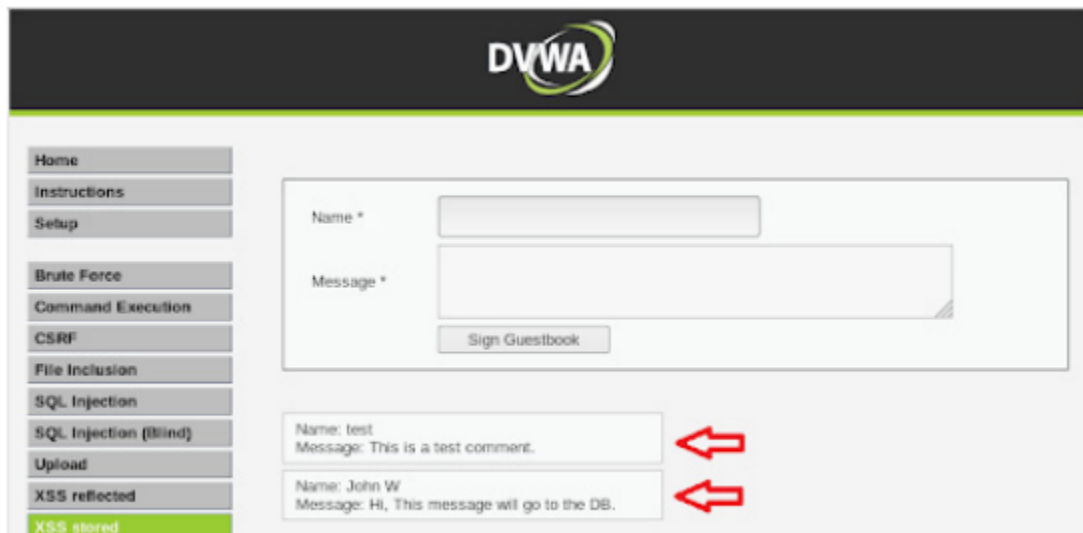 DVWA
Home
Instructions
Setup
Brute Force
Command Execution
CSRF
File Inclusion
SQL Injection
SQL Injection (Blind)
Upload
XSS reflected
XSS stored
Name *
Message *
Sign Guestbook
Name: test
Message: This is a test comment.
Name: John W
Message: Hi, This message will go to the DB.